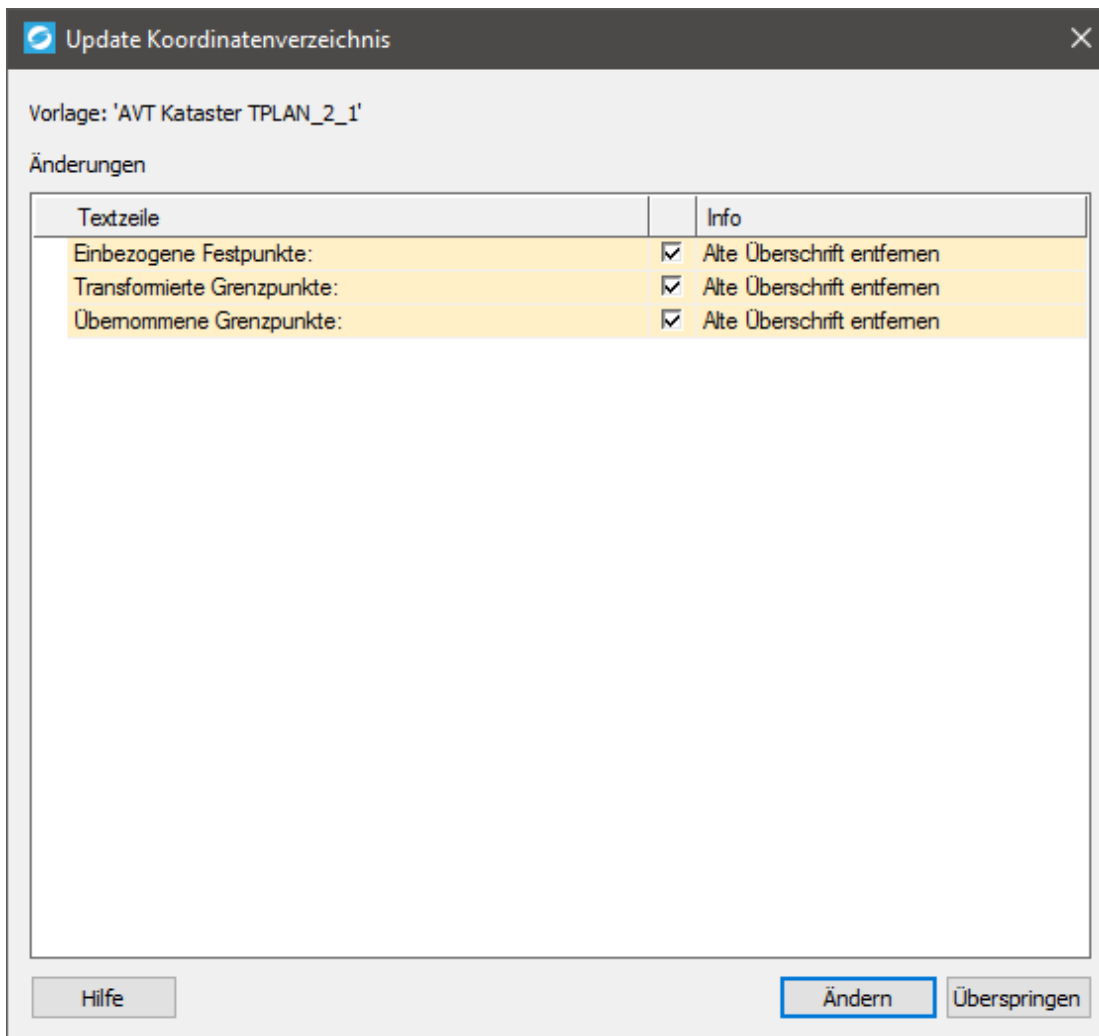 Update Koordinatenverzeichnis
Vorlage: 'AVT Kataster TPLAN_2_1'
Änderungen
Textzeile Info
Einbezogene Festpunkte: Alte Überschrift entfernen
Transformierte Grenzpunkte: Alte Überschrift entfernen
Übernommene Grenzpunkte: Alte Überschrift entfernen
Hilfe Ändern Überspringen